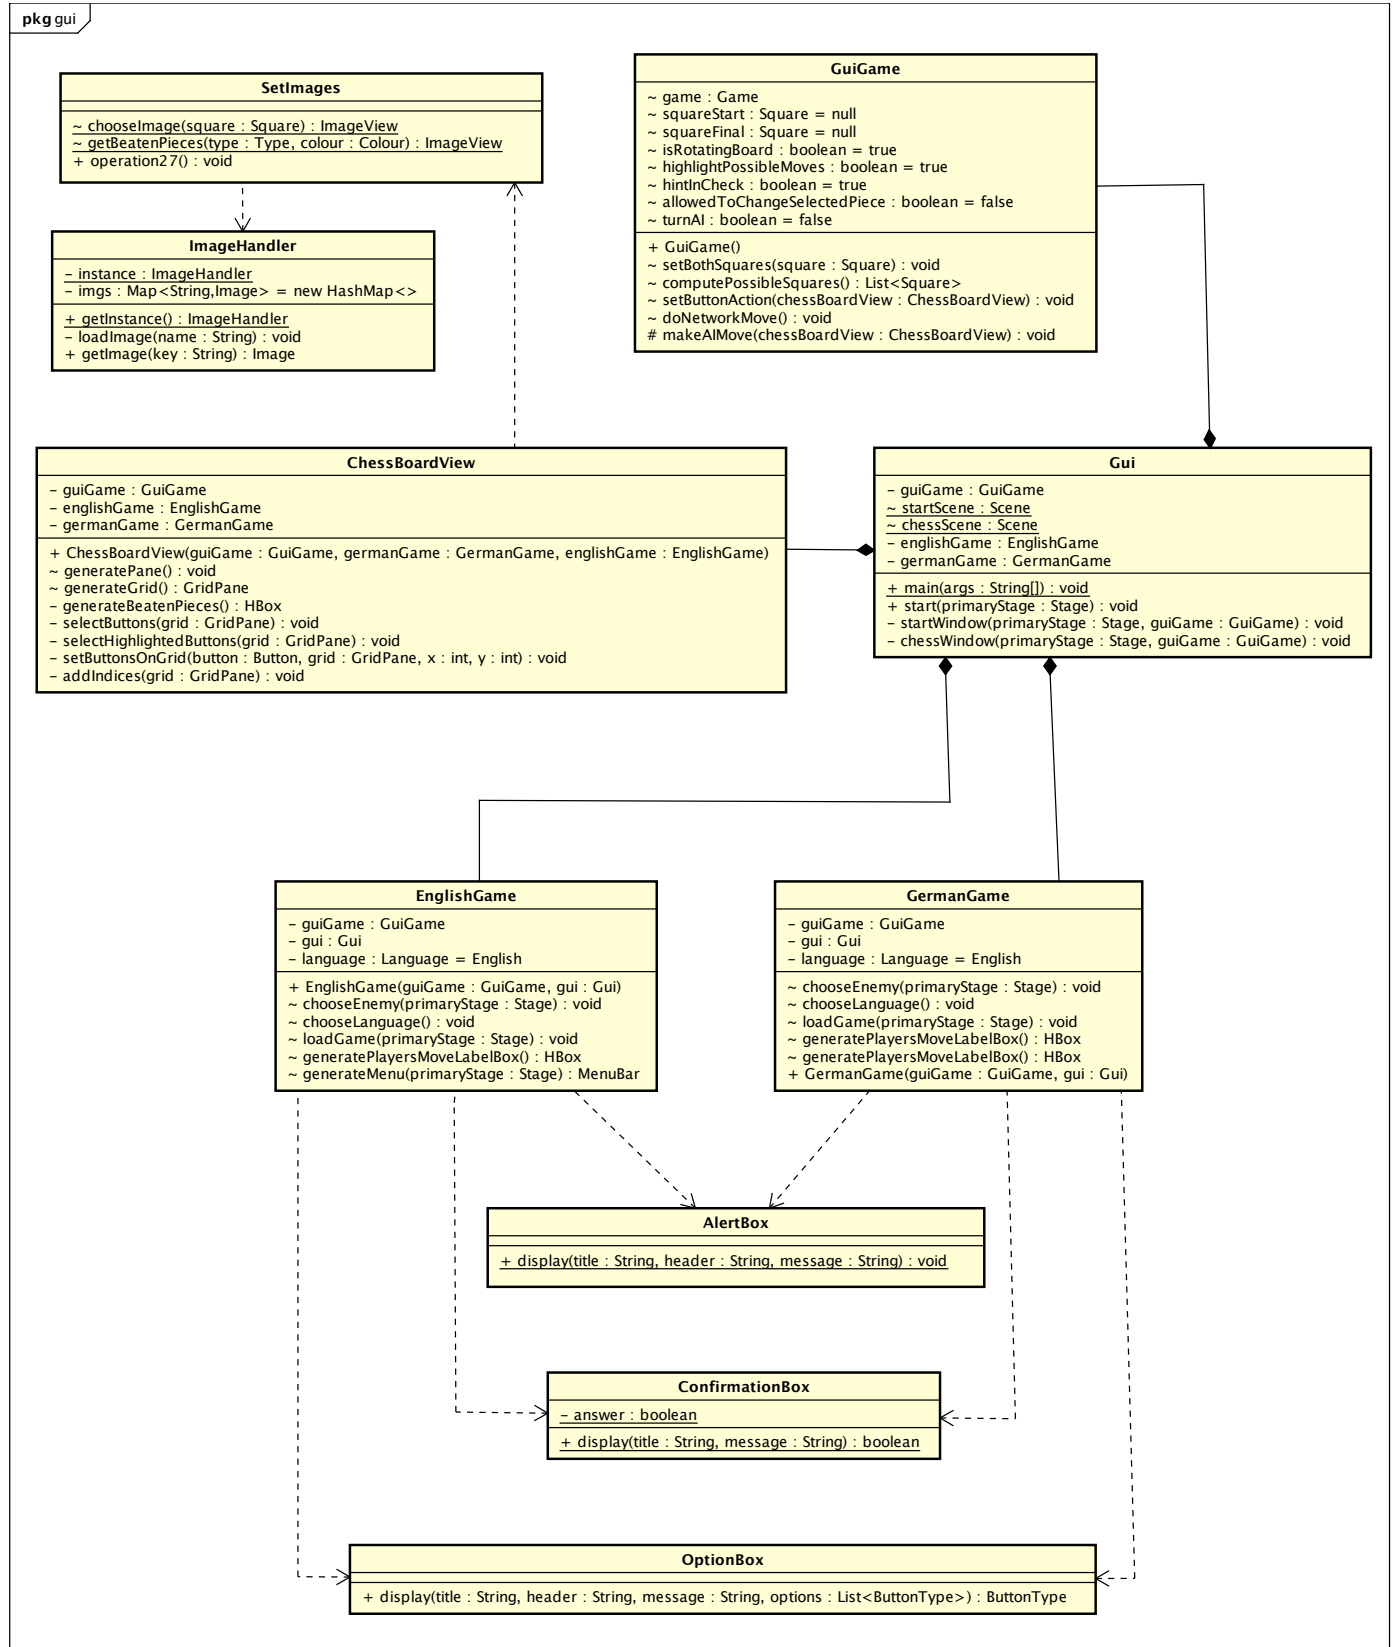 pkg gui
SetImages
~ chooseImage(square : Square) : ImageView
~ getBeatenPieces(type : Type, colour : Colour) : ImageView
+ operation27() : void
GuiGame
~ game : Game
~ squareStart : Square = null
~ squareFinal : Square = null
~ isRotatingBoard : boolean = true
~ highlightPossibleMoves : boolean = true
~ hintInCheck : boolean = true
~ allowedToChangeSelectedPiece : boolean = false
~ turnAI : boolean = false
+ GuiGame()
~ setBothSquares(square : Square) : void
~ computePossibleSquares() : List<Square>
~ setButtonAction(chessBoardView : ChessBoardView) : void
~ doNetworkMove() : void
# makeAIMove(chessBoardView : ChessBoardView) : void
ImageHandler
- instance : ImageHandler
- imgs : Map<String,Image> = new HashMap<>
+ getInstance() : ImageHandler
- loadImage(name : String) : void
+ getImage(key : String) : Image
ChessBoardView
- guiGame : GuiGame
- englishGame : EnglishGame
- germanGame : GermanGame
+ ChessBoardView(guiGame : GuiGame, germanGame : GermanGame, englishGame : EnglishGame)
~ generatePane() : void
~ generateGrid() : GridPane
- generateBeatenPieces() : HBox
- selectButtons(grid : GridPane) : void
- selectHighlightedButtons(grid : GridPane) : void
- setButtonsOnGrid(button : Button, grid : GridPane, x : int, y : int) : void
- addIndices(grid : GridPane) : void
Gui
- guiGame : GuiGame
~ startScene : Scene
~ chessScene : Scene
- englishGame : EnglishGame
- germanGame : GermanGame
+ main(args : String[]) : void
+ start(primaryStage : Stage) : void
- startWindow(primaryStage : Stage, guiGame : GuiGame) : void
- chessWindow(primaryStage : Stage, guiGame : GuiGame) : void
EnglishGame
- guiGame : GuiGame
- gui : Gui
- language : Language = English
+ EnglishGame(guiGame : GuiGame, gui : Gui)
~ chooseEnemy(primaryStage : Stage) : void
~ chooseLanguage() : void
~ loadGame(primaryStage : Stage) : void
~ generatePlayersMoveLabelBox() : HBox
~ generateMenu(primaryStage : Stage) : MenuBar
GermanGame
- guiGame : GuiGame
- gui : Gui
- language : Language = English
~ chooseEnemy(primaryStage : Stage) : void
~ chooseLanguage() : void
~ loadGame(primaryStage : Stage) : void
~ generatePlayersMoveLabelBox() : HBox
~ generatePlayersMoveLabelBox() : HBox
+ GermanGame(guiGame : GuiGame, gui : Gui)
AlertBox
+ display(title : String, header : String, message : String) : void
ConfirmationBox
- answer : boolean
+ display(title : String, message : String) : boolean
OptionBox
+ display(title : String, header : String, message : String, options : List<ButtonType>) : ButtonType